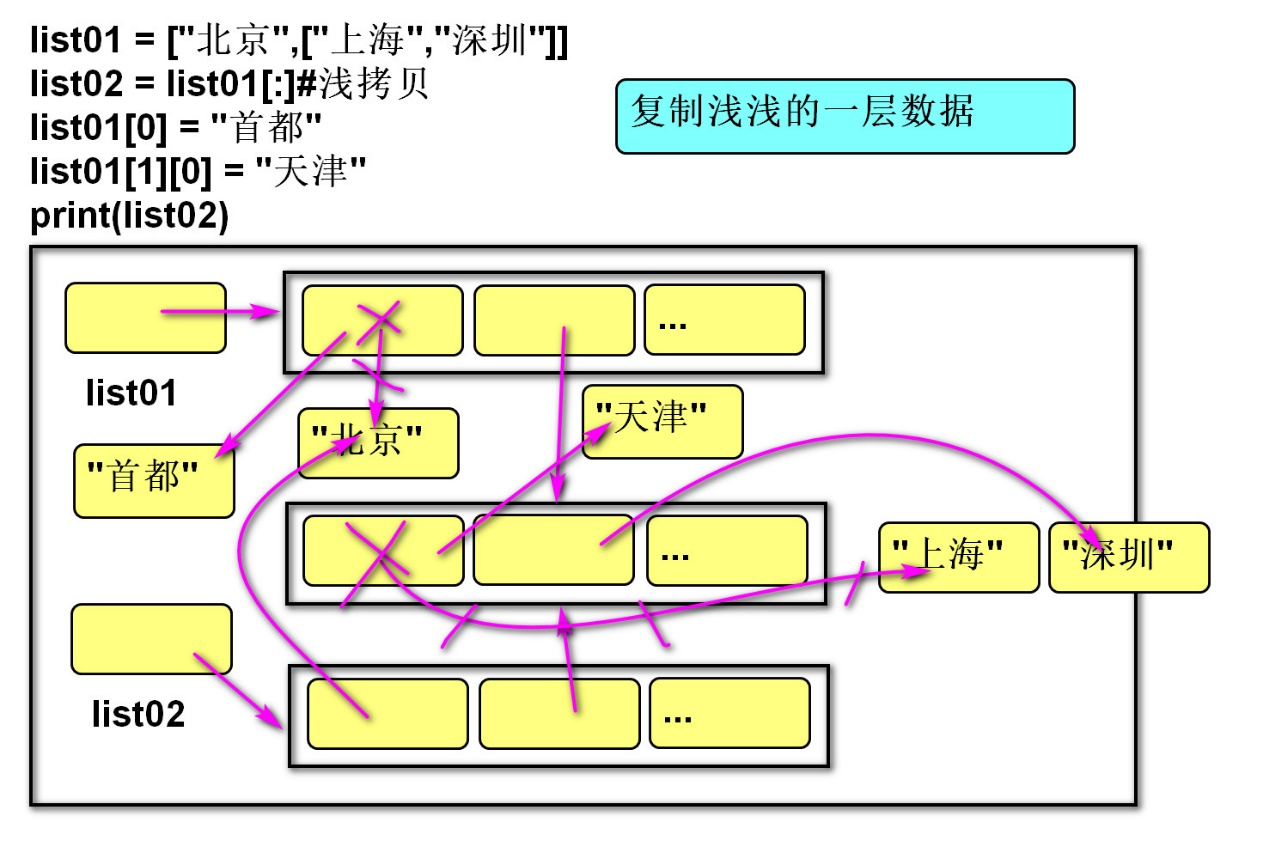 list01 = ["北京",["上海","深圳"]]
list02 = list01[:]#浅拷贝
list01[0] = "首都"
list01[1][0] = "天津"
print(list02)
复制浅浅的一层数据
...
list01
"天津"
"北京"
"首都"
...
"上海"
"深圳"
list02
...